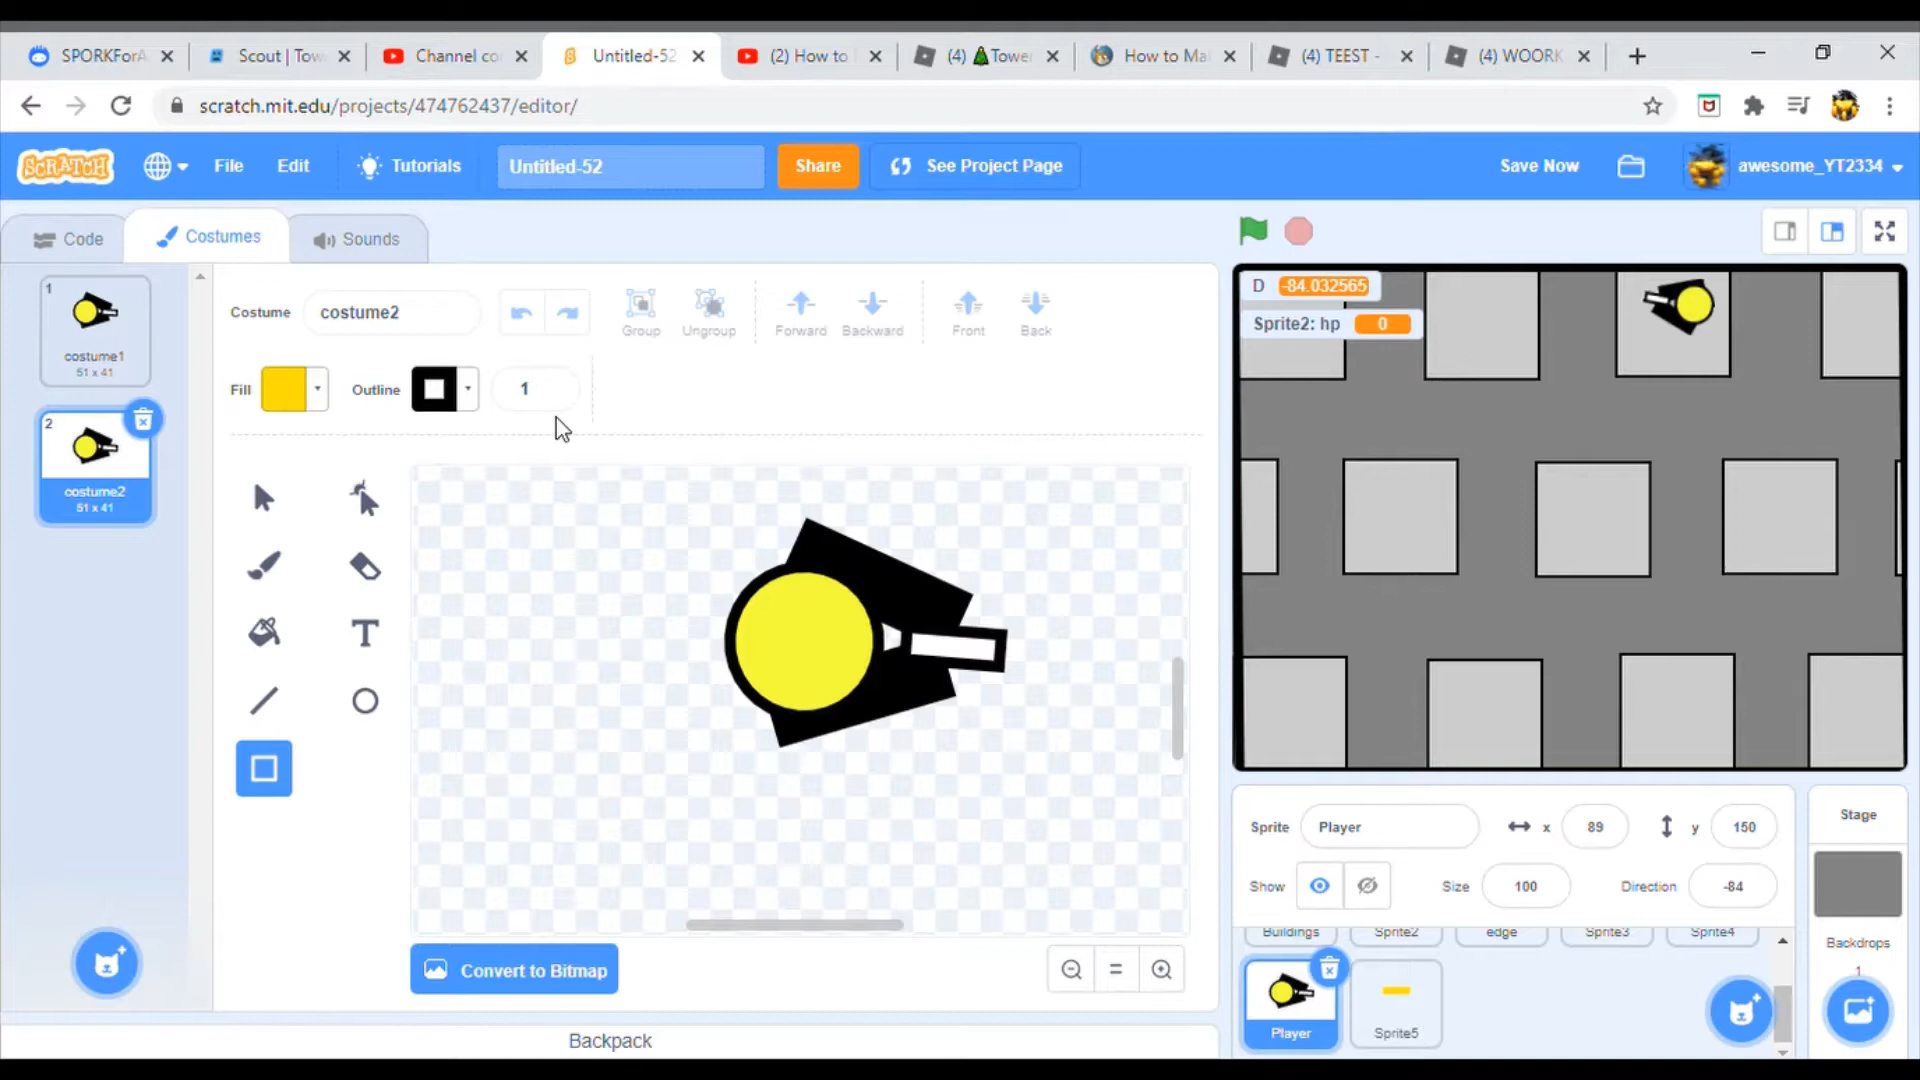 SPORKForA
Scout | Tow
Channel co
Untitled-52
(2) How to
(4) 🎄Tower
How to Ma
(4) TEEST -
(4) WOORK
scratch.mit.edu/projects/474762437/editor/
SCRATCH
File
Edit
Tutorials
Untitled-52
Share
See Project Page
Save Now
awesome_YT2334
Code
Costumes
Sounds
1
costume1
51 x 41
2
costume2
51 x 41
Costume
costume2
Group
Ungroup
Forward
Backward
Front
Back
Fill
Outline
1
T
Convert to Bitmap
Backpack
D -84.032565
Sprite2: hp 0
Sprite Player x 89 y 150
Show Size 100 Direction -84
Buildings
Sprite2
edge
Sprite3
Sprite4
Player
Sprite5
Stage
Backdrops
1